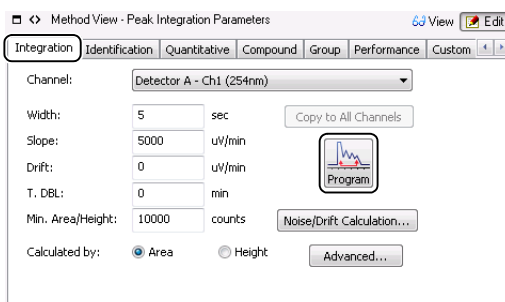 Method View - Peak Integration Parameters View Edit
Integration Identification Quantitative Compound Group Performance Custom
Channel: Detector A - Ch1 (254nm)
Width: 5 sec Copy to All Channels
Slope: 5000 uV/min
Drift: 0 uV/min
Program
T. DBL: 0 min
Min. Area/Height: 10000 counts Noise/Drift Calculation...
Calculated by: Area Height Advanced...